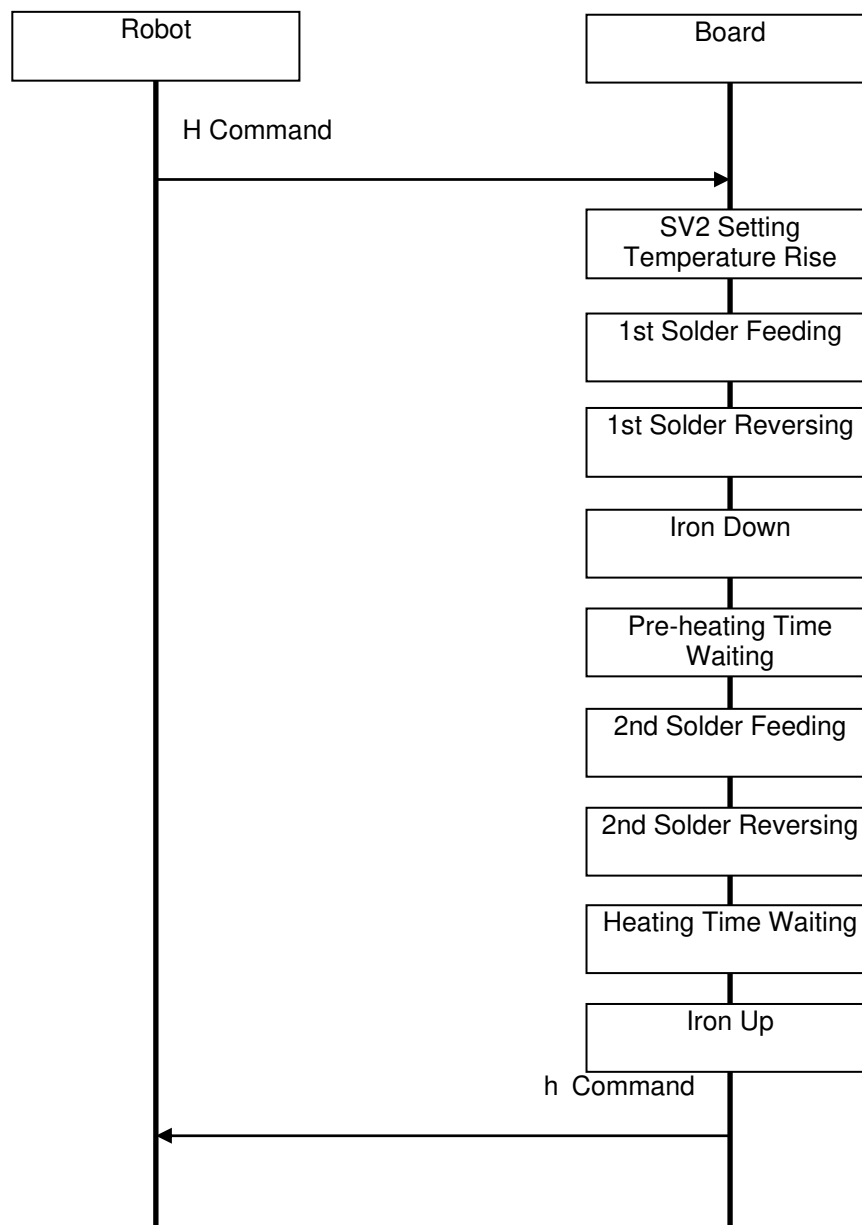 Robot
Board
H Command
SV2 Setting
Temperature Rise
1st Solder Feeding
1st Solder Reversing
Iron Down
Pre-heating Time
Waiting
2nd Solder Feeding
2nd Solder Reversing
Heating Time Waiting
Iron Up
h Command